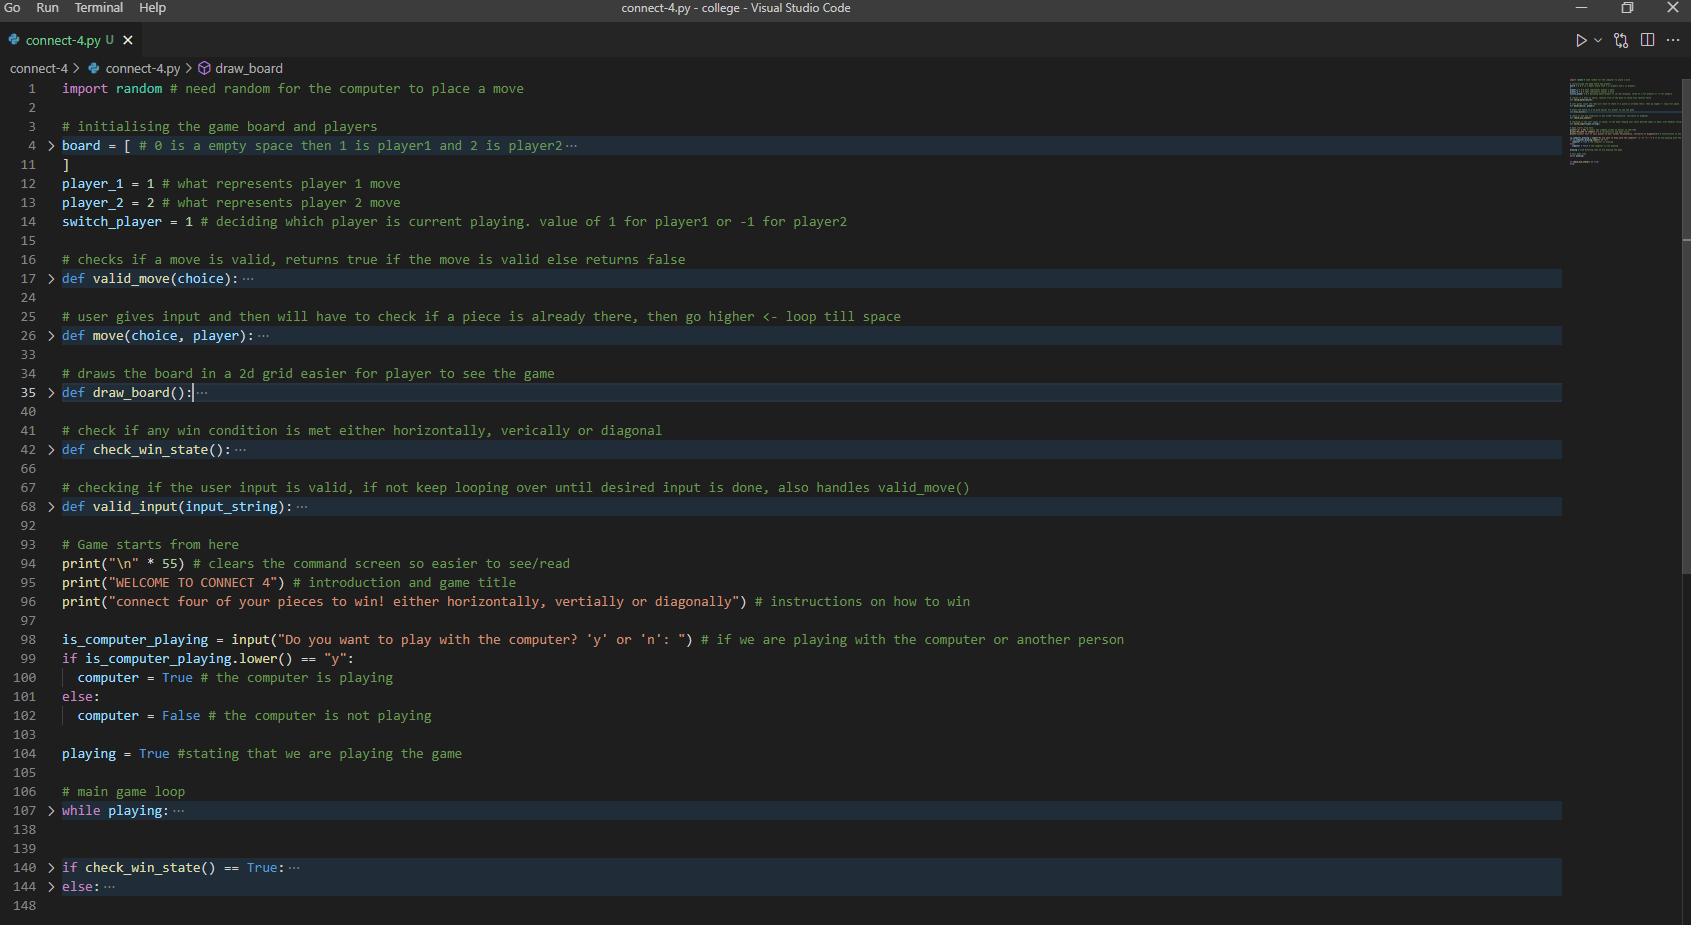 Go Run Terminal Help connect-4.py - college - Visual Studio Code
connect-4.py U
connect-4 > connect-4.py > draw_board
1 import random # need random for the computer to place a move
2
3 # initialising the game board and players
4 board = [ # 0 is a empty space then 1 is player1 and 2 is player2 ···
11 ]
12 player_1 = 1 # what represents player 1 move
13 player_2 = 2 # what represents player 2 move
14 switch_player = 1 # deciding which player is current playing. value of 1 for player1 or -1 for player2
15
16 # checks if a move is valid, returns true if the move is valid else returns false
17 def valid_move(choice): ···
24
25 # user gives input and then will have to check if a piece is already there, then go higher <- loop till space
26 def move(choice, player): ···
33
34 # draws the board in a 2d grid easier for player to see the game
35 def draw_board(): ···
40
41 # check if any win condition is met either horizontally, verically or diagonal
42 def check_win_state(): ···
66
67 # checking if the user input is valid, if not keep looping over until desired input is done, also handles valid_move()
68 def valid_input(input_string): ···
92
93 # Game starts from here
94 print("\n" * 55) # clears the command screen so easier to see/read
95 print("WELCOME TO CONNECT 4") # introduction and game title
96 print("connect four of your pieces to win! either horizontally, vertially or diagonally") # instructions on how to win
97
98 is_computer_playing = input("Do you want to play with the computer? 'y' or 'n': ") # if we are playing with the computer or another person
99 if is_computer_playing.lower() == "y":
100 computer = True # the computer is playing
101 else:
102 computer = False # the computer is not playing
103
104 playing = True #stating that we are playing the game
105
106 # main game loop
107 while playing: ···
138
139
140 if check_win_state() == True: ···
144 else: ···
148